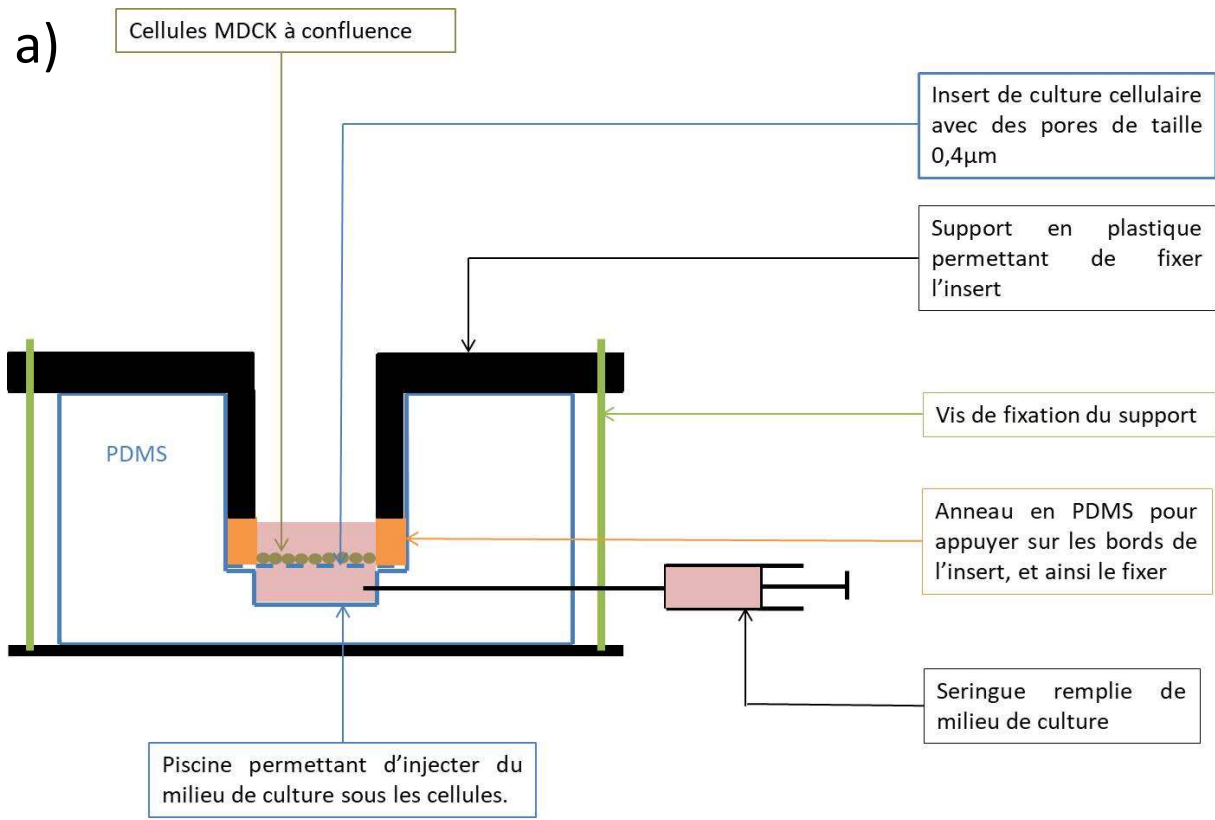 a)
Cellules MDCK à confluence
Insert de culture cellulaire
avec des pores de taille
0,4µm
Support en plastique
permettant de fixer
l’insert
Vis de fixation du support
PDMS
Anneau en PDMS pour
appuyer sur les bords de
l’insert, et ainsi le fixer
Seringue remplie de
milieu de culture
Piscine permettant d’injecter du
milieu de culture sous les cellules.